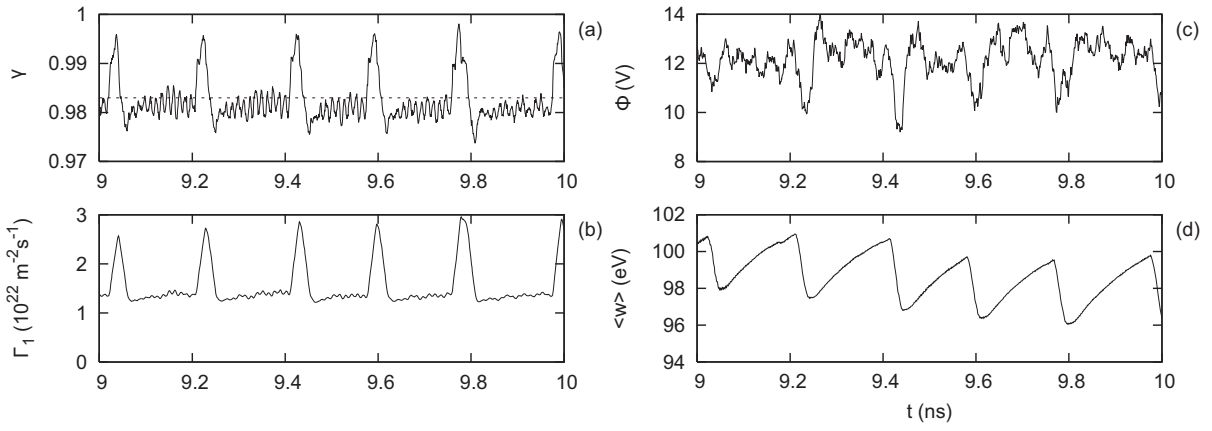 1
0.99
0.98
0.97
γ
(a)
9 9.2 9.4 9.6 9.8 10
3
2
1
0
Γ1 (10^22 m^-2 s^-1)
(b)
9 9.2 9.4 9.6 9.8 10
14
12
10
8
Φ (V)
(c)
9 9.2 9.4 9.6 9.8 10
102
100
98
96
94
<w> (eV)
(d)
9 9.2 9.4 9.6 9.8 10
t (ns)